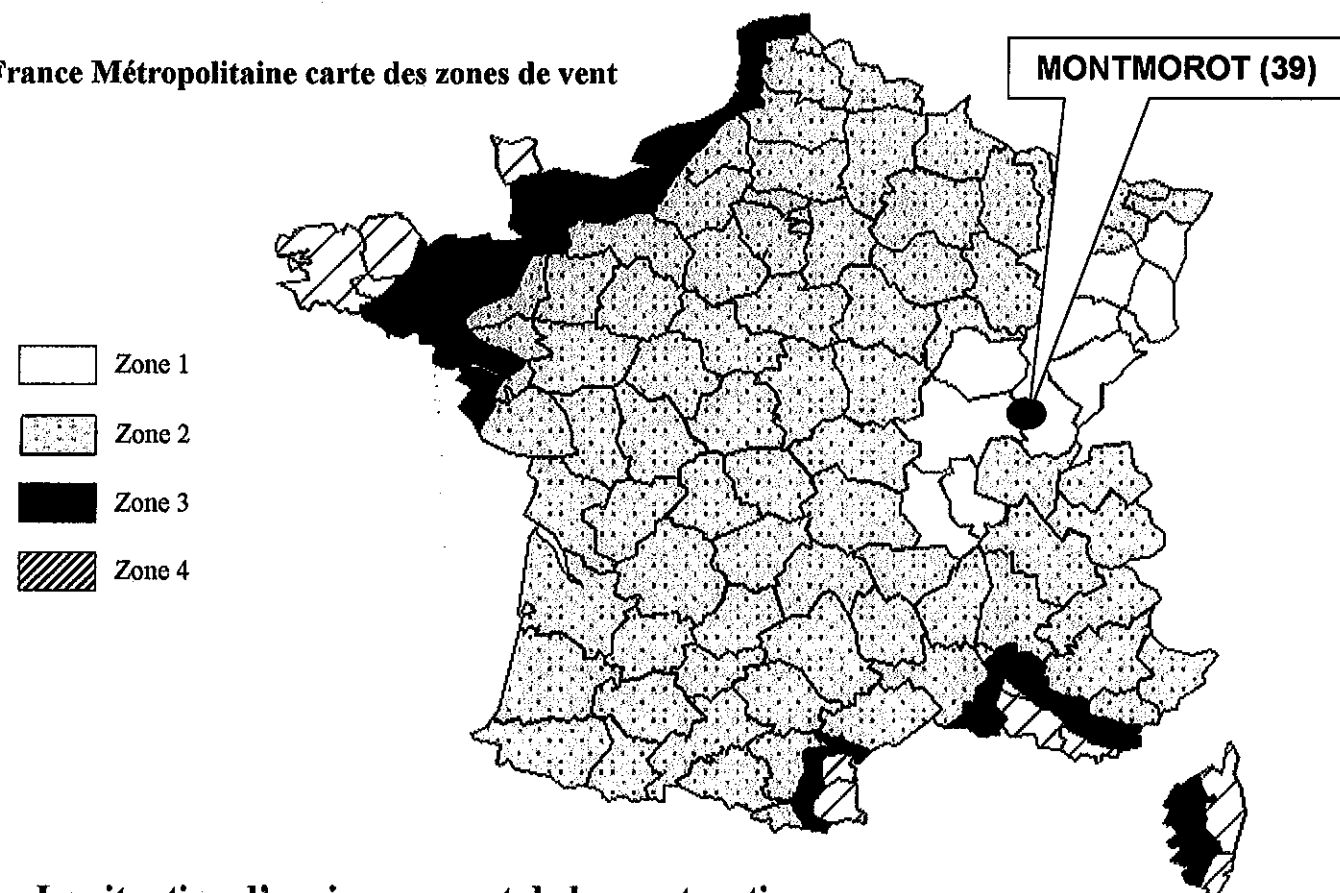 France Métropolitaine carte des zones de vent
MONTMOROT (39)
Zone 1
Zone 2
Zone 3
Zone 4